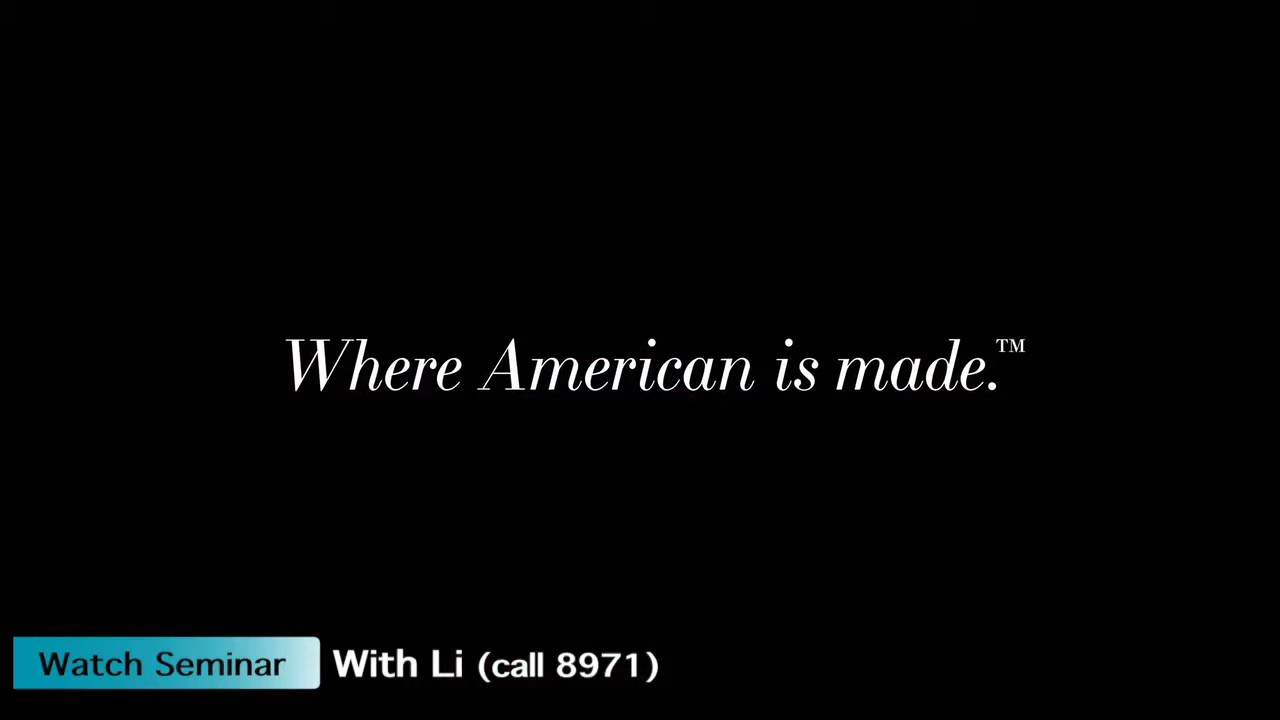 Where American is made.™
Watch Seminar With Li (call 8971)